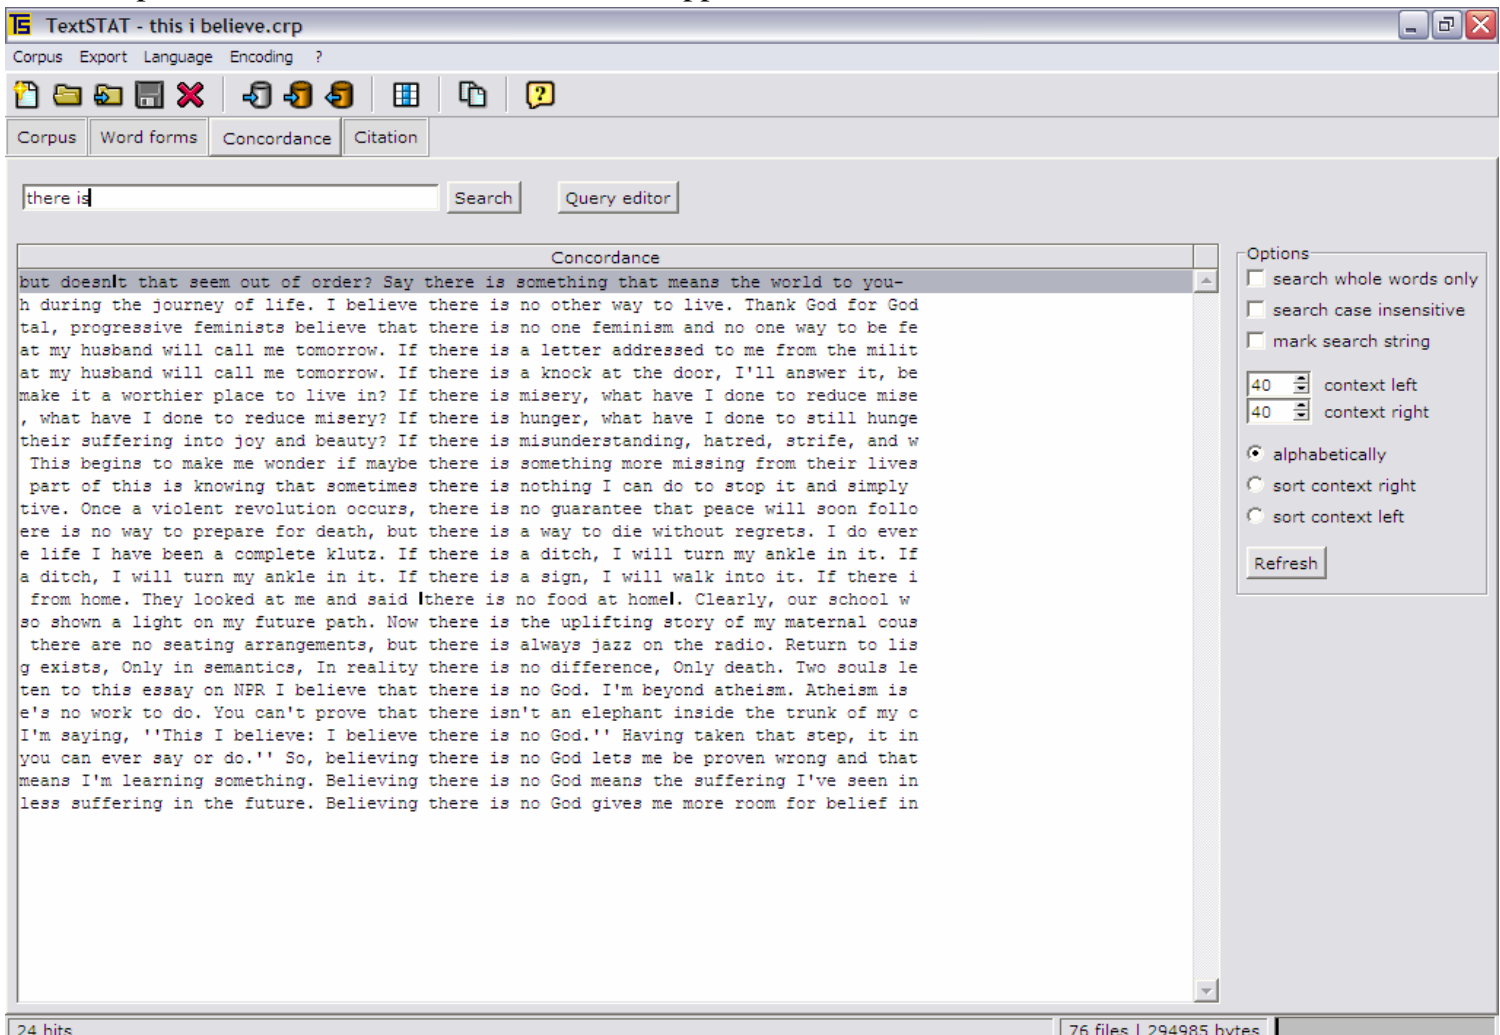 TextSTAT - this i believe.crp
Corpus Export Language Encoding ?
Corpus Word forms Concordance Citation
there is Search Query editor
Concordance
but doesn't that seem out of order? Say there is something that means the world to you-
h during the journey of life. I believe there is no other way to live. Thank God for God
tal, progressive feminists believe that there is no one feminism and no one way to be fe
at my husband will call me tomorrow. If there is a letter addressed to me from the milit
at my husband will call me tomorrow. If there is a knock at the door, I'll answer it, be
make it a worthier place to live in? If there is misery, what have I done to reduce mise
, what have I done to reduce misery? If there is hunger, what have I done to still hunge
their suffering into joy and beauty? If there is misunderstanding, hatred, strife, and w
This begins to make me wonder if maybe there is something more missing from their lives
part of this is knowing that sometimes there is nothing I can do to stop it and simply
tive. Once a violent revolution occurs, there is no guarantee that peace will soon follo
ere is no way to prepare for death, but there is a way to die without regrets. I do ever
e life I have been a complete klutz. If there is a ditch, I will turn my ankle in it. If
a ditch, I will turn my ankle in it. If there is a sign, I will walk into it. If there i
from home. They looked at me and said there is no food at home. Clearly, our school w
so shown a light on my future path. Now there is the uplifting story of my maternal cous
there are no seating arrangements, but there is always jazz on the radio. Return to lis
g exists, Only in semantics, In reality there is no difference, Only death. Two souls le
ten to this essay on NPR I believe that there is no God. I'm beyond atheism. Atheism is
e's no work to do. You can't prove that there isn't an elephant inside the trunk of my c
I'm saying, ''This I believe: I believe there is no God.'' Having taken that step, it in
you can ever say or do.'' So, believing there is no God lets me be proven wrong and that
means I'm learning something. Believing there is no God means the suffering I've seen in
less suffering in the future. Believing there is no God gives me more room for belief in
Options
search whole words only
search case insensitive
mark search string
40 context left
40 context right
alphabetically
sort context right
sort context left
Refresh
24 hits
76 files | 294985 bytes